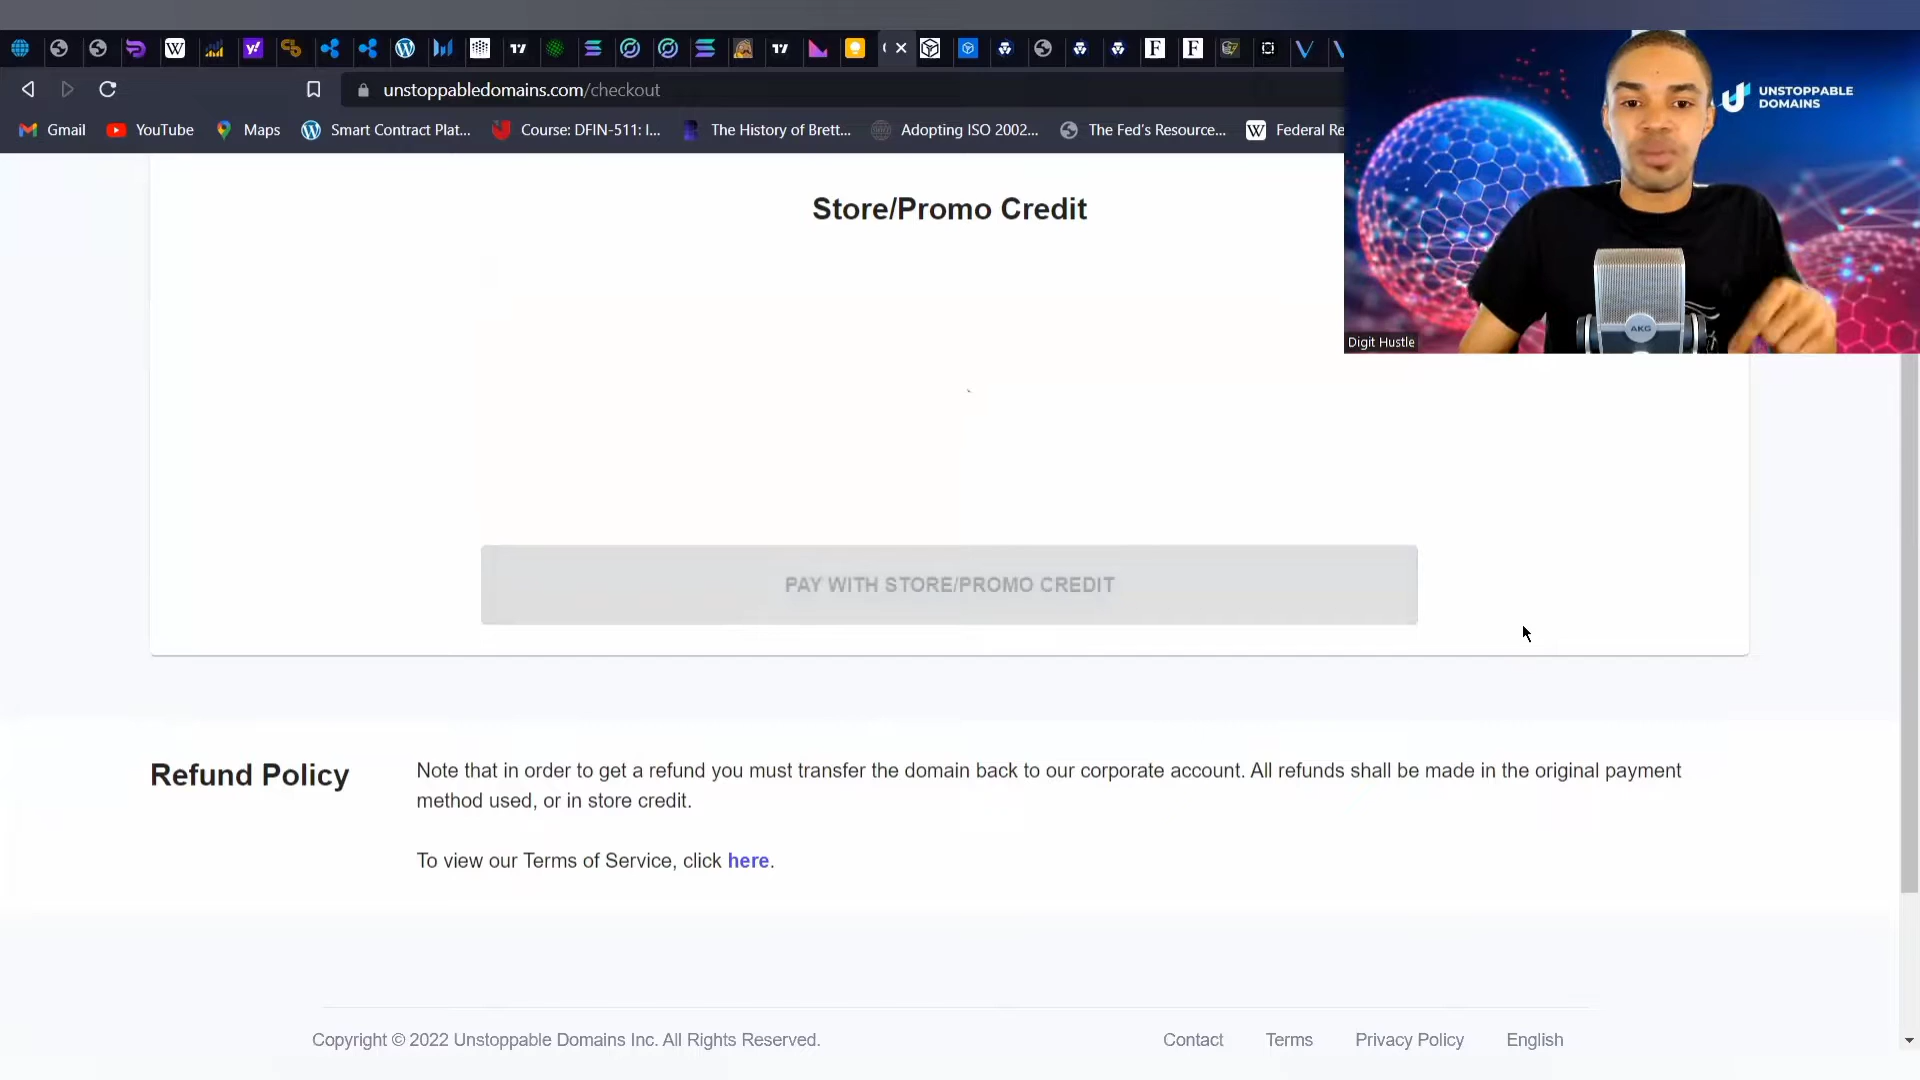 unstoppabledomains.com/checkout
Gmail
YouTube
Maps
Smart Contract Plat...
Course: DFIN-511: I...
The History of Brett...
Adopting ISO 2002...
The Fed's Resource...
Federal Re
UNSTOPPABLE
DOMAINS
AKG
Digit Hustle
Store/Promo Credit
PAY WITH STORE/PROMO CREDIT
Refund Policy
Note that in order to get a refund you must transfer the domain back to our corporate account. All refunds shall be made in the original payment
method used, or in store credit.
To view our Terms of Service, click here.
Copyright © 2022 Unstoppable Domains Inc. All Rights Reserved.
Contact
Terms
Privacy Policy
English